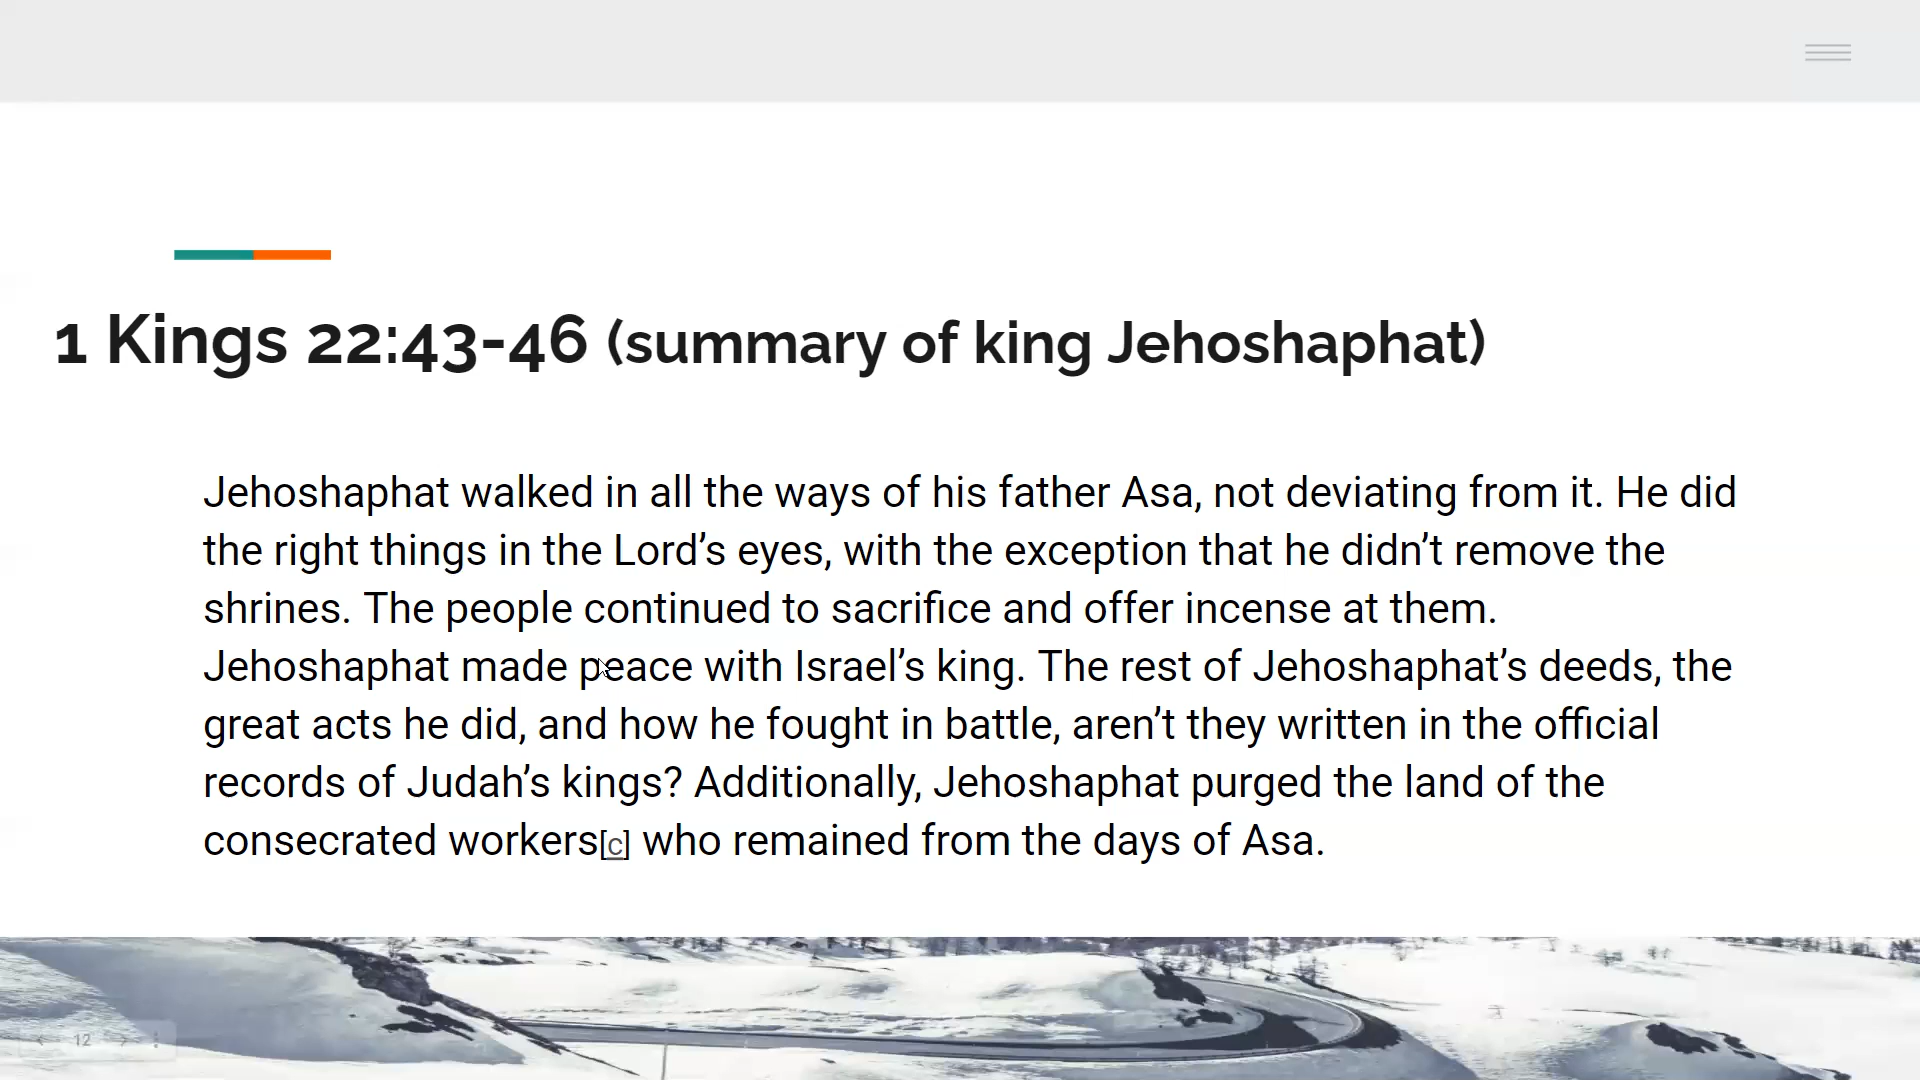 1 Kings 22:43-46 (summary of king Jehoshaphat)
Jehoshaphat walked in all the ways of his father Asa, not deviating from it. He did
the right things in the Lord’s eyes, with the exception that he didn’t remove the
shrines. The people continued to sacrifice and offer incense at them.
Jehoshaphat made peace with Israel’s king. The rest of Jehoshaphat’s deeds, the
great acts he did, and how he fought in battle, aren’t they written in the official
records of Judah’s kings? Additionally, Jehoshaphat purged the land of the
consecrated workers[c] who remained from the days of Asa.
12